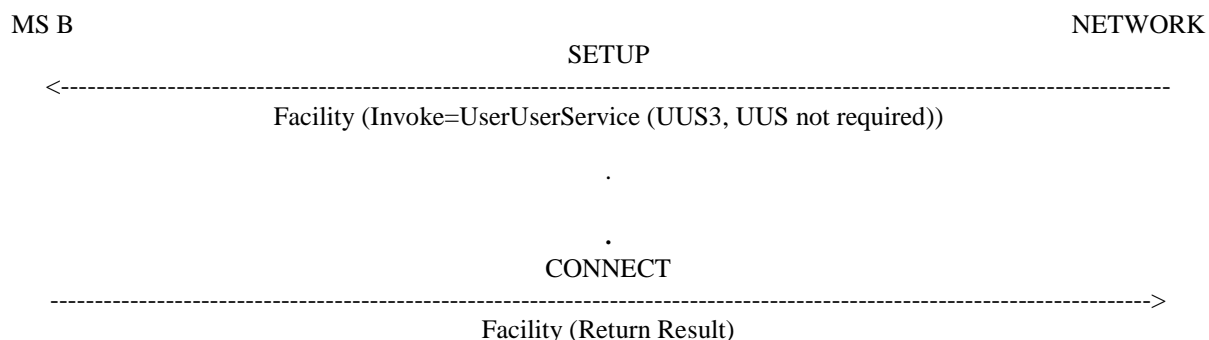 MS B NETWORK
SETUP
<------------------------------------------------------------------------------------------------------------------------------
Facility (Invoke=UserUserService (UUS3, UUS not required))
.
.
CONNECT
------------------------------------------------------------------------------------------------------------------------------>
Facility (Return Result)